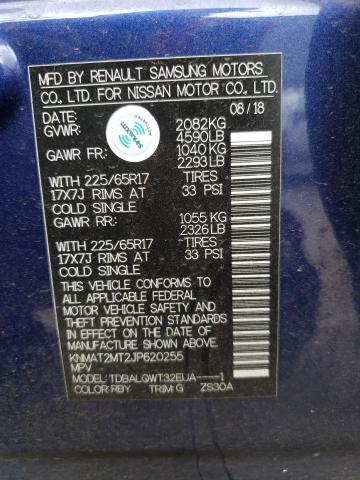 MFD BY RENAULT SAMSUNG MOTORS
CO., LTD. FOR NISSAN MOTOR CO., LTD.
DATE: 08/18
GVWR: 2082KG
4590LB
GAWR FR: 1040 KG
2293LB
WITH 225/65R17 TIRES
17X7J RIMS AT 33 PSI
COLD SINGLE
GAWR RR: 1055 KG
2326LB
WITH 225/65R17 TIRES
17X7J RIMS AT 33 PSI
COLD SINGLE
THIS VEHICLE CONFORMS TO
ALL APPLICABLE FEDERAL
MOTOR VEHICLE SAFETY AND
THEFT PREVENTION STANDARDS
IN EFFECT ON THE DATE
OF MANUFACTURE
KNMAT2MT2JP620255
MPV
MODEL: TDBALQWT32EUA----1
COLOR:RBY TRIM:G ZS30A